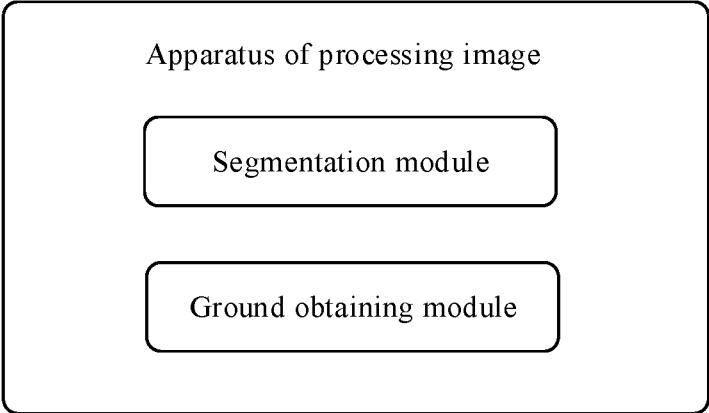 Apparatus of processing image
Segmentation module
Ground obtaining module